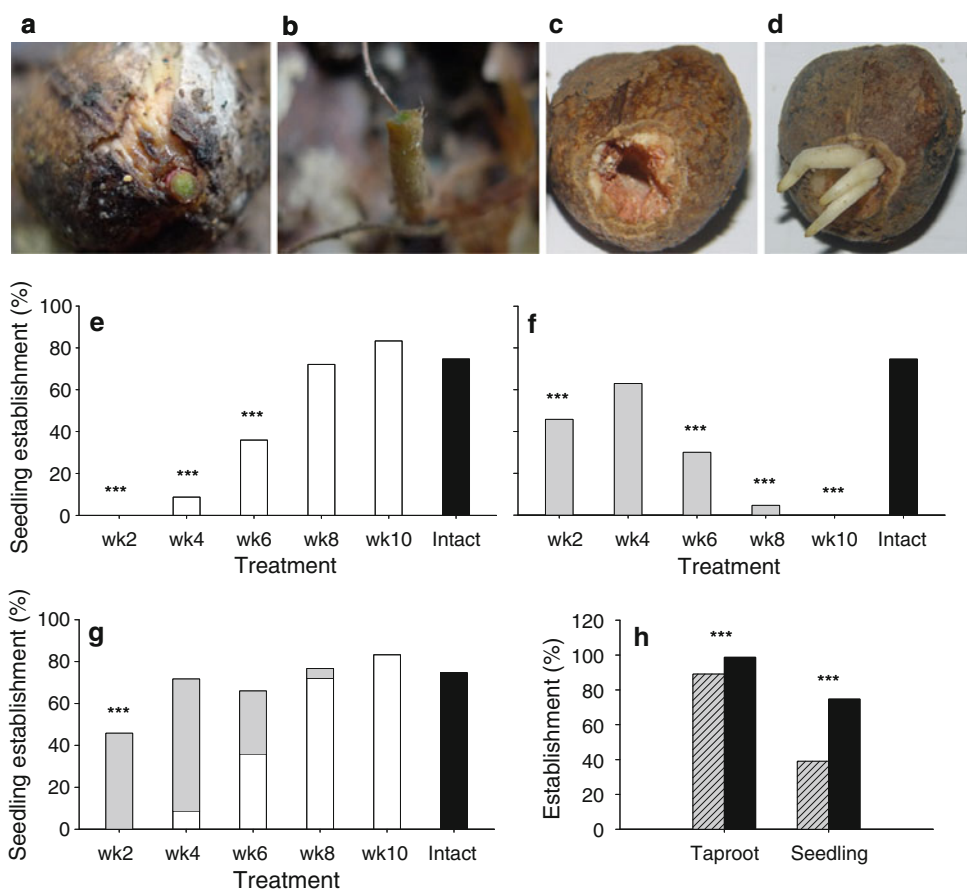 a b c d
e
Seedling establishment (%)
100
80
60
40
20
0
*** *** ***
wk2 wk4 wk6 wk8 wk10 Intact
Treatment
f
*** *** *** ***
wk2 wk4 wk6 wk8 wk10 Intact
Treatment
g
Seedling establishment (%)
100
80
60
40
20
0
***
wk2 wk4 wk6 wk8 wk10 Intact
Treatment
h
Establishment (%)
120
100
80
60
40
20
0
*** ***
Taproot Seedling